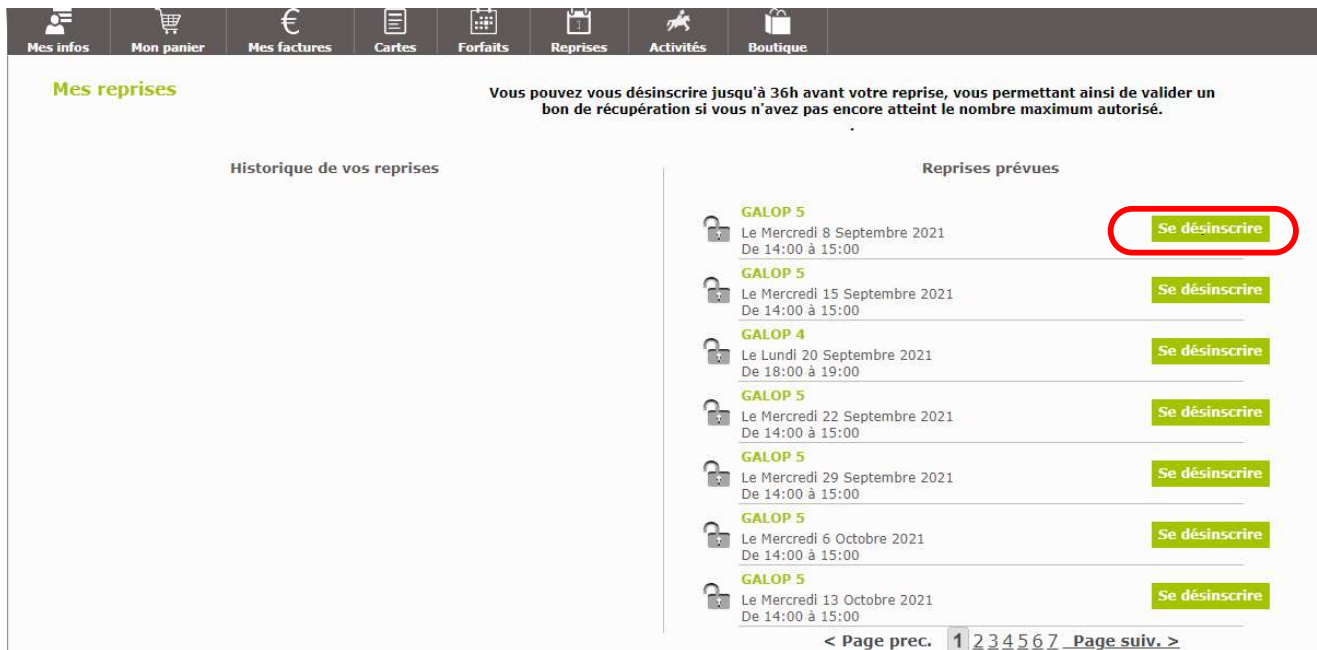 Mes infos Mon panier Mes factures Cartes Forfaits Reprises Activités Boutique
Mes reprises
Vous pouvez vous désinscrire jusqu'à 36h avant votre reprise, vous permettant ainsi de valider un
bon de récupération si vous n'avez pas encore atteint le nombre maximum autorisé.
.
Historique de vos reprises
Reprises prévues
GALOP 5
Le Mercredi 8 Septembre 2021
De 14:00 à 15:00
Se désinscrire
GALOP 5
Le Mercredi 15 Septembre 2021
De 14:00 à 15:00
Se désinscrire
GALOP 4
Le Lundi 20 Septembre 2021
De 18:00 à 19:00
Se désinscrire
GALOP 5
Le Mercredi 22 Septembre 2021
De 14:00 à 15:00
Se désinscrire
GALOP 5
Le Mercredi 29 Septembre 2021
De 14:00 à 15:00
Se désinscrire
GALOP 5
Le Mercredi 6 Octobre 2021
De 14:00 à 15:00
Se désinscrire
GALOP 5
Le Mercredi 13 Octobre 2021
De 14:00 à 15:00
Se désinscrire
< Page prec. 1 2 3 4 5 6 7 Page suiv. >